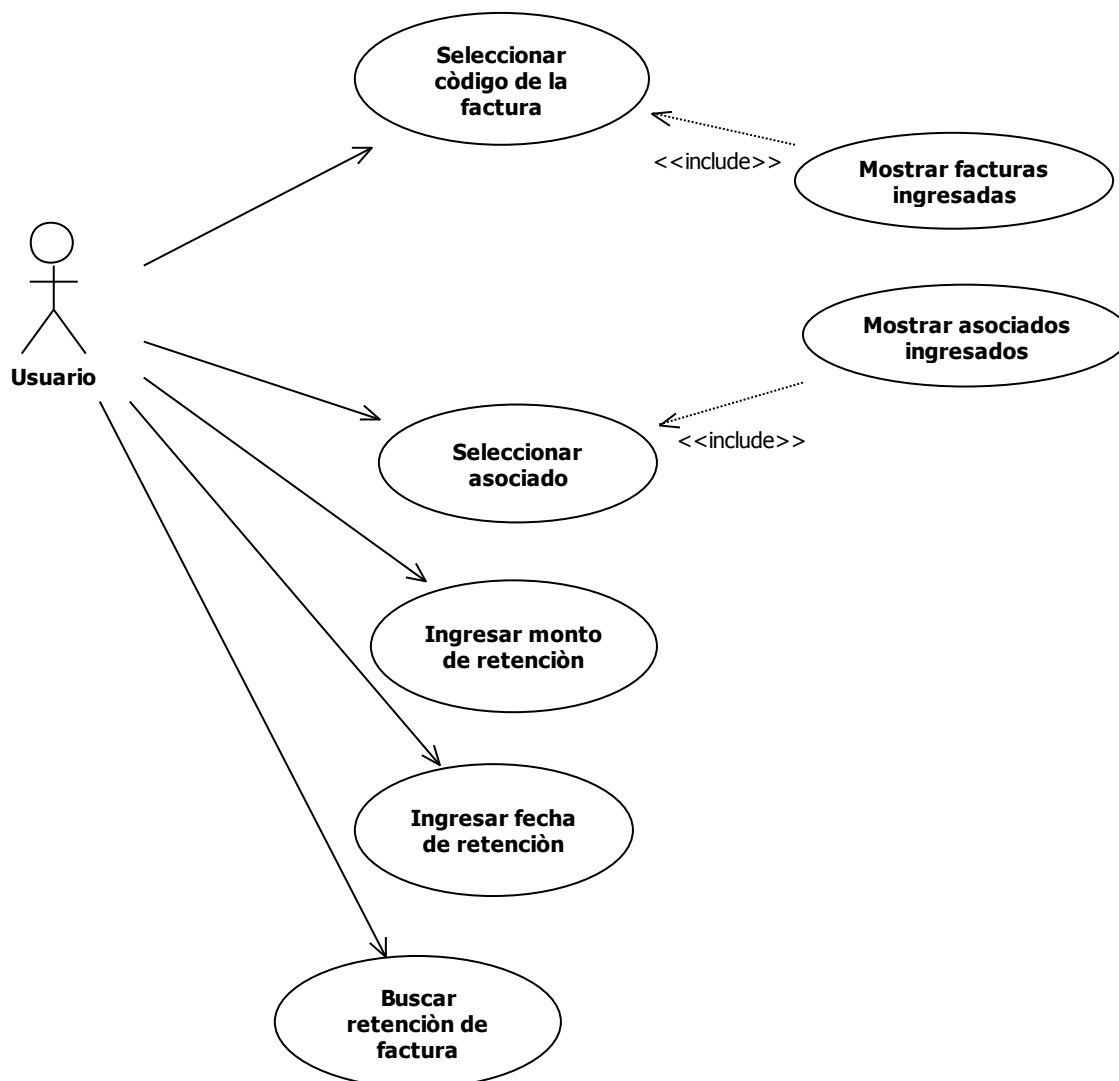 Seleccionar
còdigo de la
factura
<<include>>
Mostrar facturas
ingresadas
Mostrar asociados
ingresados
Usuario
<<include>>
Seleccionar
asociado
Ingresar monto
de retenciòn
Ingresar fecha
de retenciòn
Buscar
retenciòn de
factura